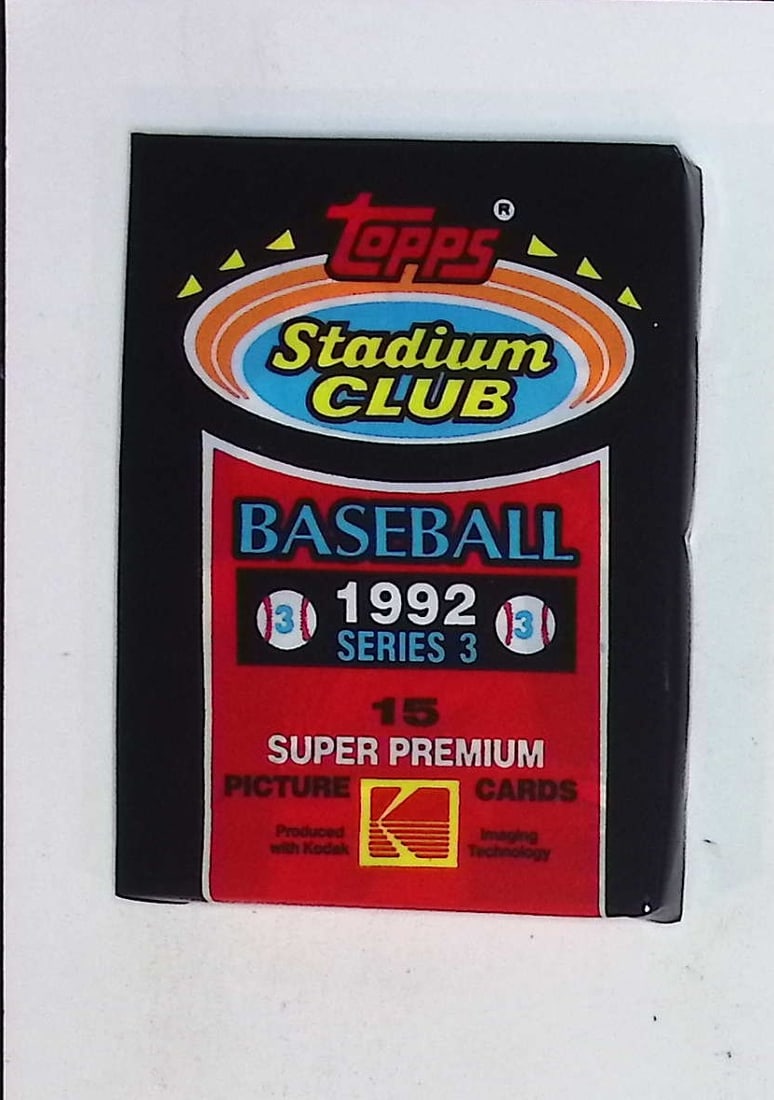 Topps ®
Stadium
CLUB
BASEBALL
3 1992 3
SERIES 3
15
SUPER PREMIUM
PICTURE CARDS
Produced Imaging
with Kodak Technology